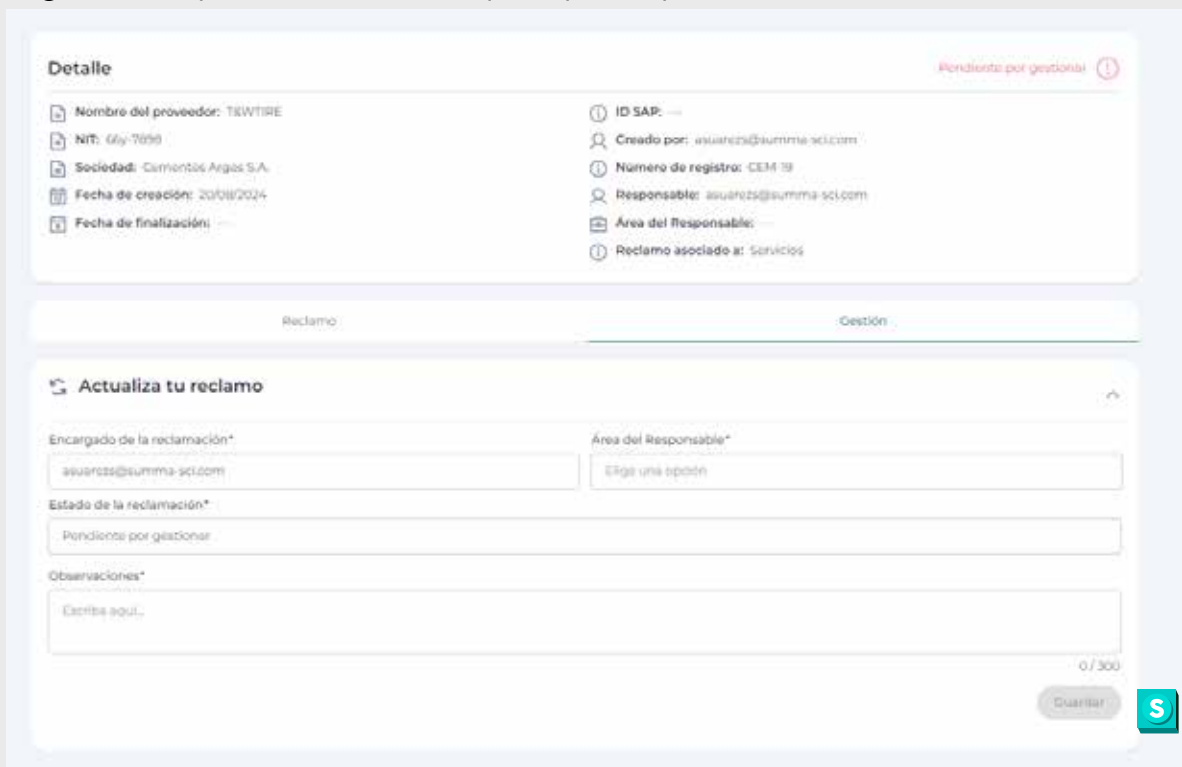 Detalle
Pendiente por gestionar
Nombre del proveedor: TEWTIRE
NIT:
Sociedad: Cementos Argos S.A.
Fecha de creación: 20/08/2024
Fecha de finalización: ---
ID SAP: ---
Creado por: asuarezs@summa-sci.com
Número de registro: CEM-19
Responsable: asuarezs@summa-sci.com
Área del Responsable: ---
Reclamo asociado a: Servicios
Reclamo
Gestión
Actualiza tu reclamo
Encargado de la reclamación*
Área del Responsable*
asuarezs@summa-sci.com
Elige una opción
Estado de la reclamación*
Pendiente por gestionar
Observaciones*
Escriba aquí...
0/300
Guardar
S